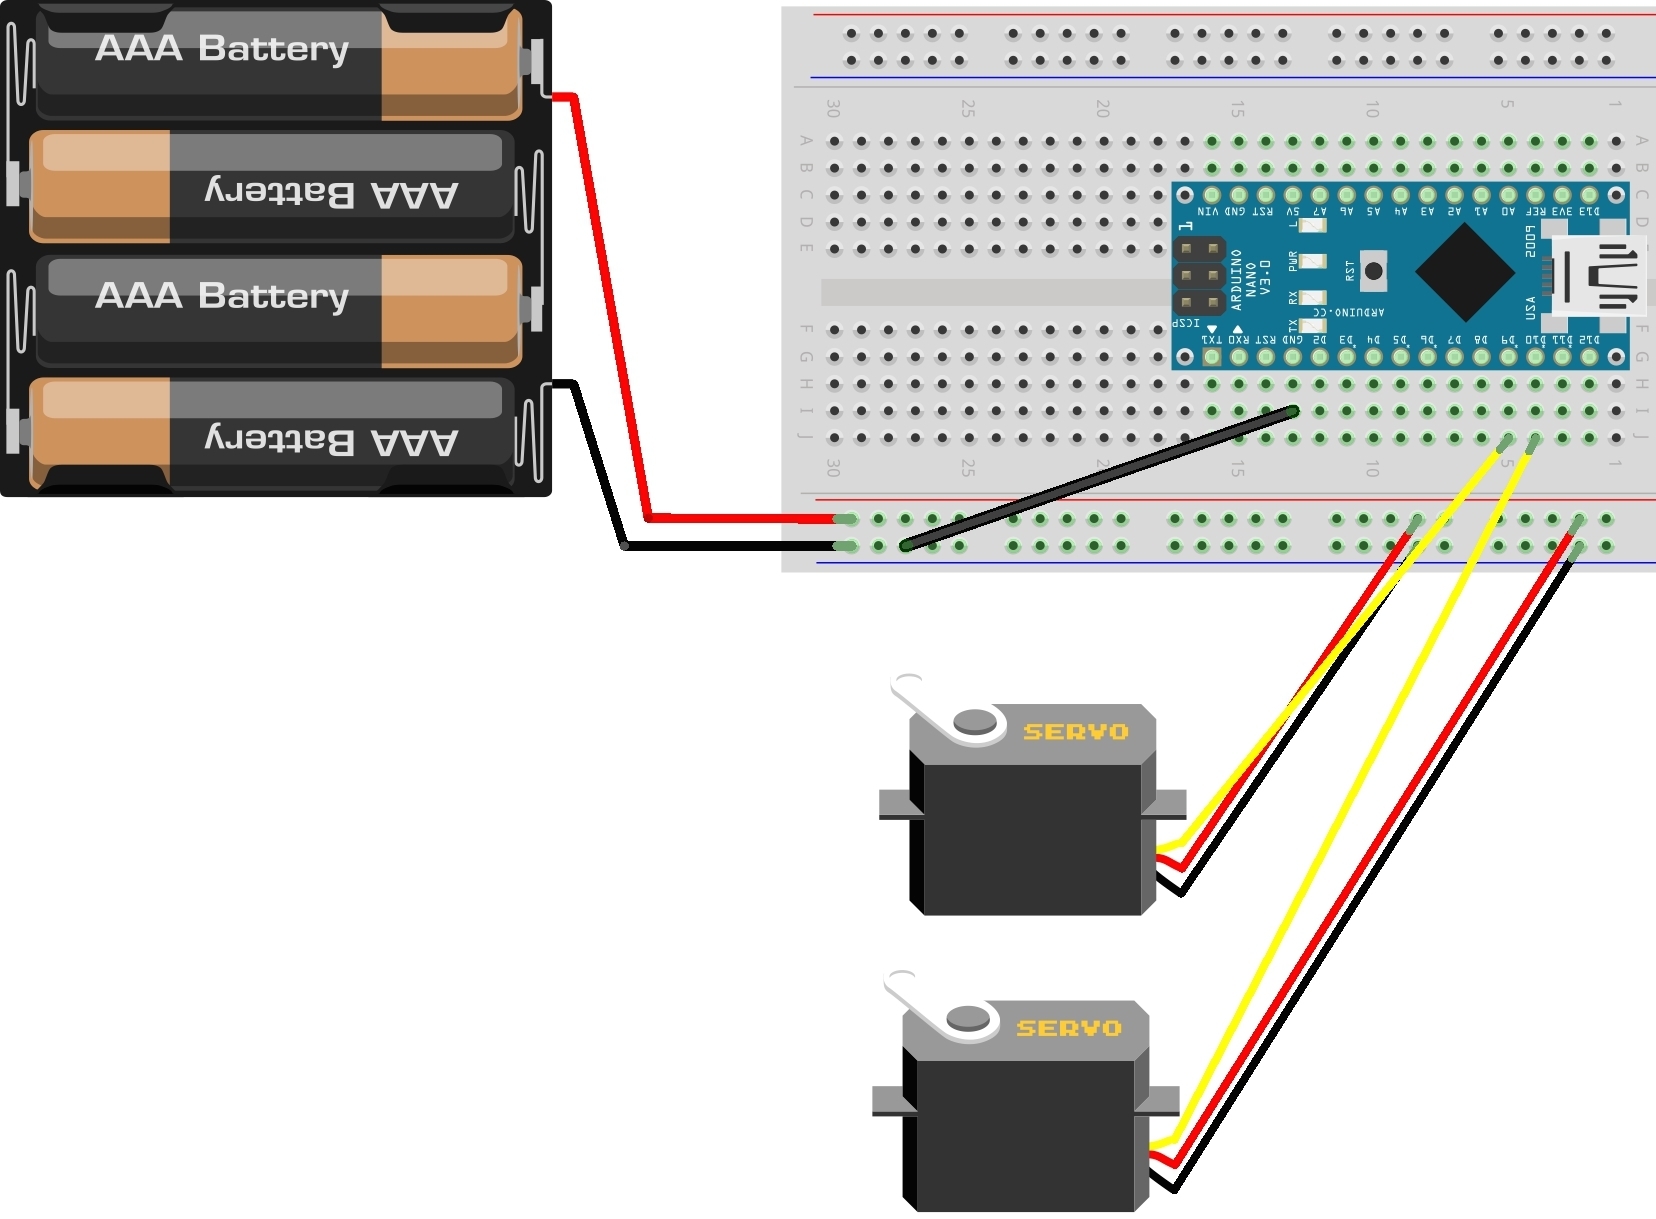 AAA Battery
AAA Battery
AAA Battery
AAA Battery
30 25 20 15 10 5 1
A A
B B
C C
D D
E
F F
G G
H H
I I
J J
30 25 20 15 10 5 1
VIN GND RST 5V A7 A6 A5 A4 A3 A2 A1 A0 REF 3V3 D13
1
L
PWR
RX
TX
RST
ICSP
ARDUINO
NANO
V3.0
ARDUINO.CC
USA
TX1 RX0 RST GND D2 D3* D4 D5* D6* D7 D8 D9* D10* D11* D12
SERVO
SERVO